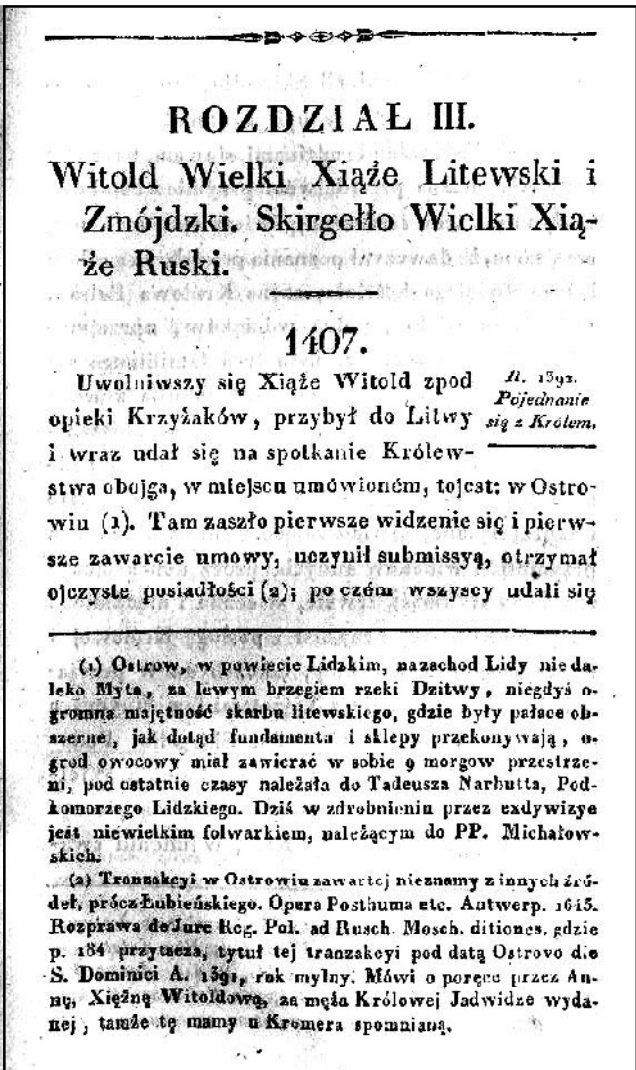 ROZDZIAŁ III.
Witold Wielki Xiąże Litewski i
Zmójdzki. Skirgełło Wielki Xią-
że Ruski.
1407.
Uwolniwszy się Xiąże Witold zpod
opieki Krzyżaków, przybył do Litwy
i wraz udał się na spotkanie Królew-
R. 1392.
Pojednanie
się z Królem.
stwa obojga, w miejscu umówioném, tojest: w Ostro-
wiu (1). Tam zaszło pierwsze widzenie się i pierw-
sze zawarcie umowy, uczynił submissyą, otrzymał
ojczyste posiadłości (2); po czém wszyscy udali się
(1) Ostrow, w powiecie Lidzkim, nazachod Lidy nieda-
leko Myta, za lewym brzegiem rzeki Dzitwy, niegdyś o-
gromna majętność skarbu litewskiego, gdzie były pałace ob-
szerne, jak dotąd fundamenta i sklepy przekonywają, o-
grod owocowy miał zawierać w sobie 9 morgow przestrze-
ni, pod ostatnie czasy należała do Tadeusza Narbutta, Pod-
komorzego Lidzkiego. Dziś w zdrobnieniu przez exdywizye
jest niewielkim folwarkiem, należącym do PP. Michałow-
skich.
(2) Tranzakcyi w Ostrowiu zawartej nieznamy z innych źró-
deł, prócz Łubieńskiego. Opera Posthuma etc. Antwerp. 1643.
Rozprawa de Jure Reg. Pol. ad Rusch. Mosch. ditiones. gdzie
p. 184 przytacza, tytuł tej tranzakcyi pod datą Ostrovo die
S. Dominici A. 1391, rok mylny. Mówi o poręce przez An-
nę, Xiężnę Witoldową, za męża Królowej Jadwidze wyda-
nej, tamże tę mamy u Kromera spomnianą.